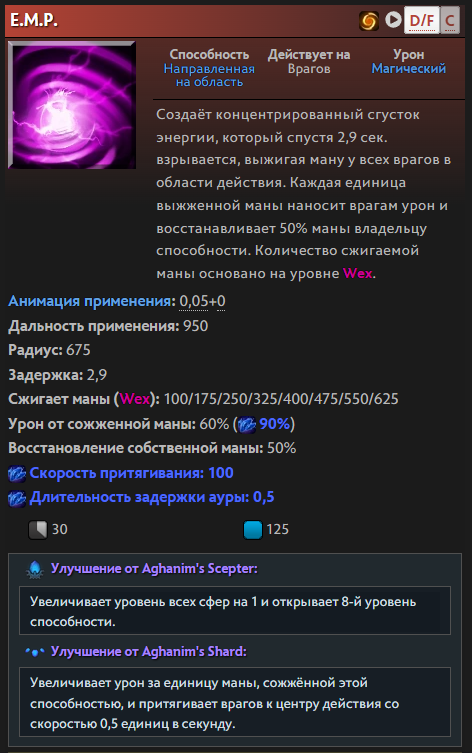 E.M.P.
D/F
C
Способность
Направленная
на область
Действует на
Врагов
Урон
Магический
Создаёт концентрированный сгусток
энергии, который спустя 2,9 сек.
взрывается, выжигая ману у всех врагов в
области действия. Каждая единица
выжженной маны наносит врагам урон и
восстанавливает 50% маны владельцу
способности. Количество сжигаемой
маны основано на уровне Wex.
Анимация применения: 0,05+0
Дальность применения: 950
Радиус: 675
Задержка: 2,9
Сжигает маны (Wex): 100/175/250/325/400/475/550/625
Урон от сожженной маны: 60% (90%)
Восстановление собственной маны: 50%
Скорость притягивания: 100
Длительность задержки ауры: 0,5
30
125
Улучшение от Aghanim's Scepter:
Увеличивает уровень всех сфер на 1 и открывает 8-й уровень
способности.
Улучшение от Aghanim's Shard:
Увеличивает урон за единицу маны, сожжённой этой
способностью, и притягивает врагов к центру действия со
скоростью 0,5 единиц в секунду.